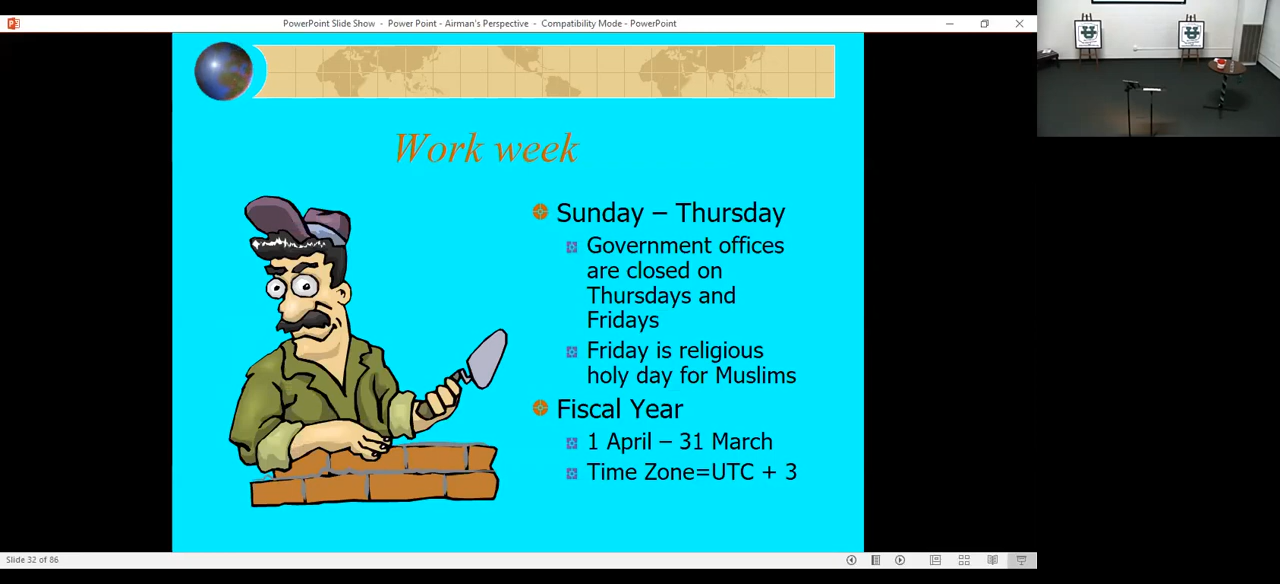 PowerPoint Slide Show - Power Point - Airman's Perspective - Compatibility Mode - PowerPoint
Work week
Sunday – Thursday
Government offices
are closed on
Thursdays and
Fridays
Friday is religious
holy day for Muslims
Fiscal Year
1 April – 31 March
Time Zone=UTC + 3
Slide 32 of 86